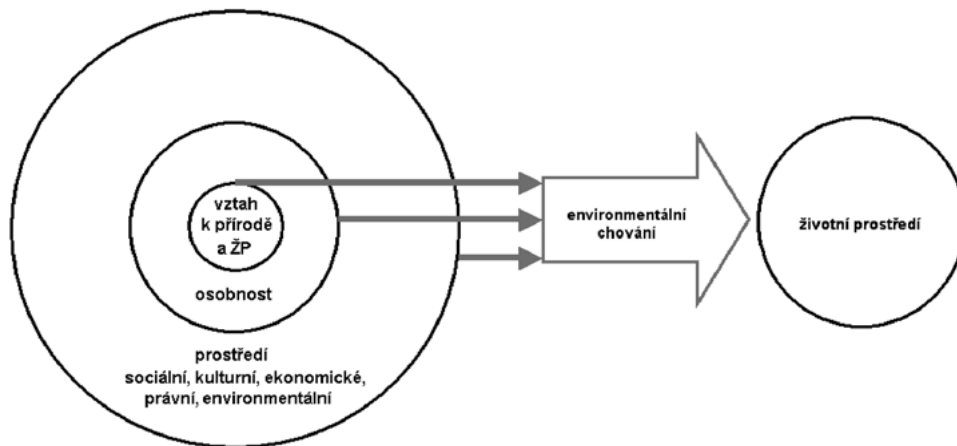 vztah
k přírodě
a ŽP
osobnost
prostředí
sociální, kulturní, ekonomické,
právní, environmentální
environmentální
chování
životní prostředí